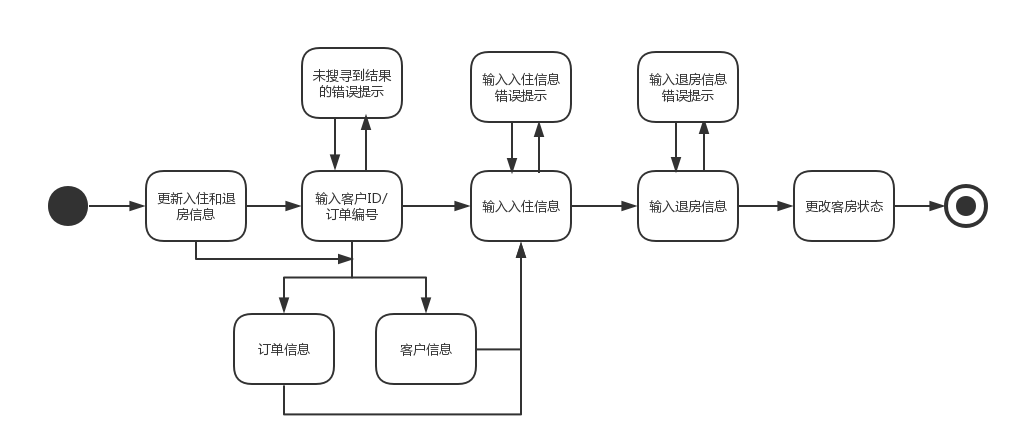 未搜寻到结果
的错误提示
输入入住信息
错误提示
输入退房信息
错误提示
更新入住和退
房信息
输入客户ID/
订单编号
输入入住信息
输入退房信息
更改客房状态
订单信息
客户信息